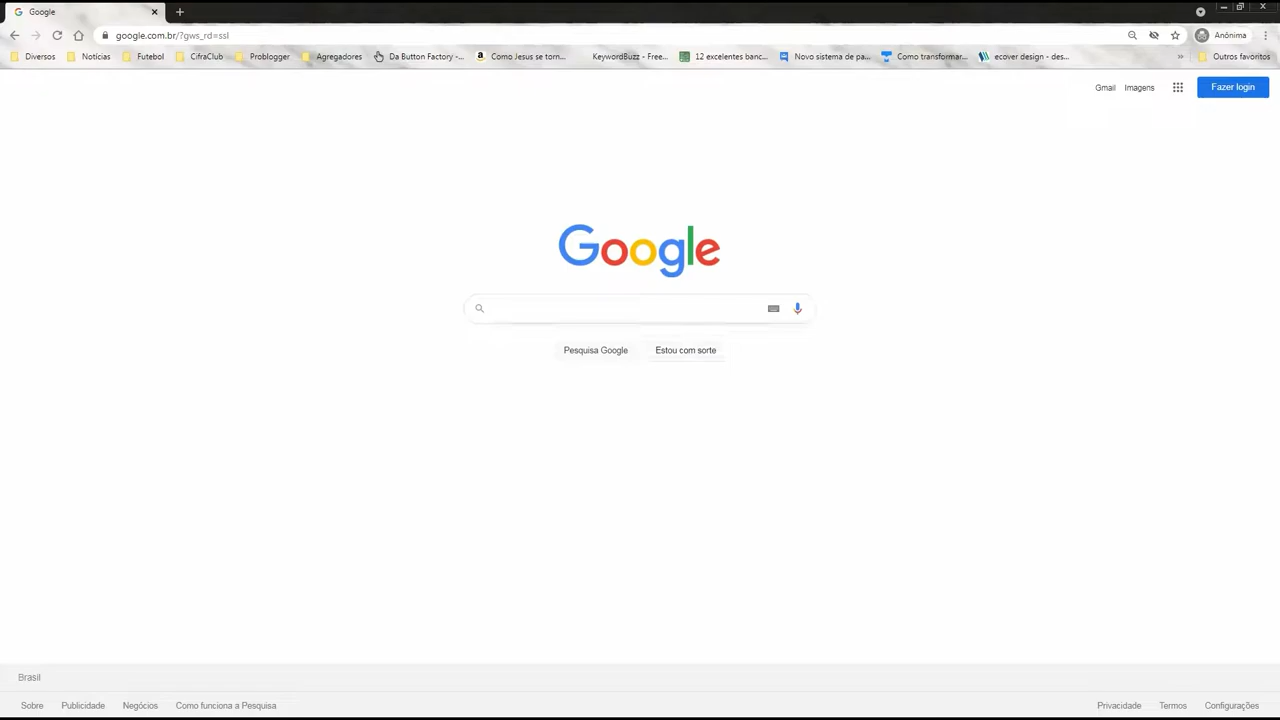 Google
google.com.br/?gws_rd=ssl
Anônima
Diversos Notícias Futebol CifraClub Problogger Agregadores Da Button Factory -... Como Jesus se torn... KeywordBuzz - Free... 12 excelentes banc... Novo sistema de pa... Como transformar... ecover design - des... » Outros favoritos
Gmail Imagens Fazer login
Google
Pesquisa Google Estou com sorte
Brasil
Sobre Publicidade Negócios Como funciona a Pesquisa Privacidade Termos Configurações